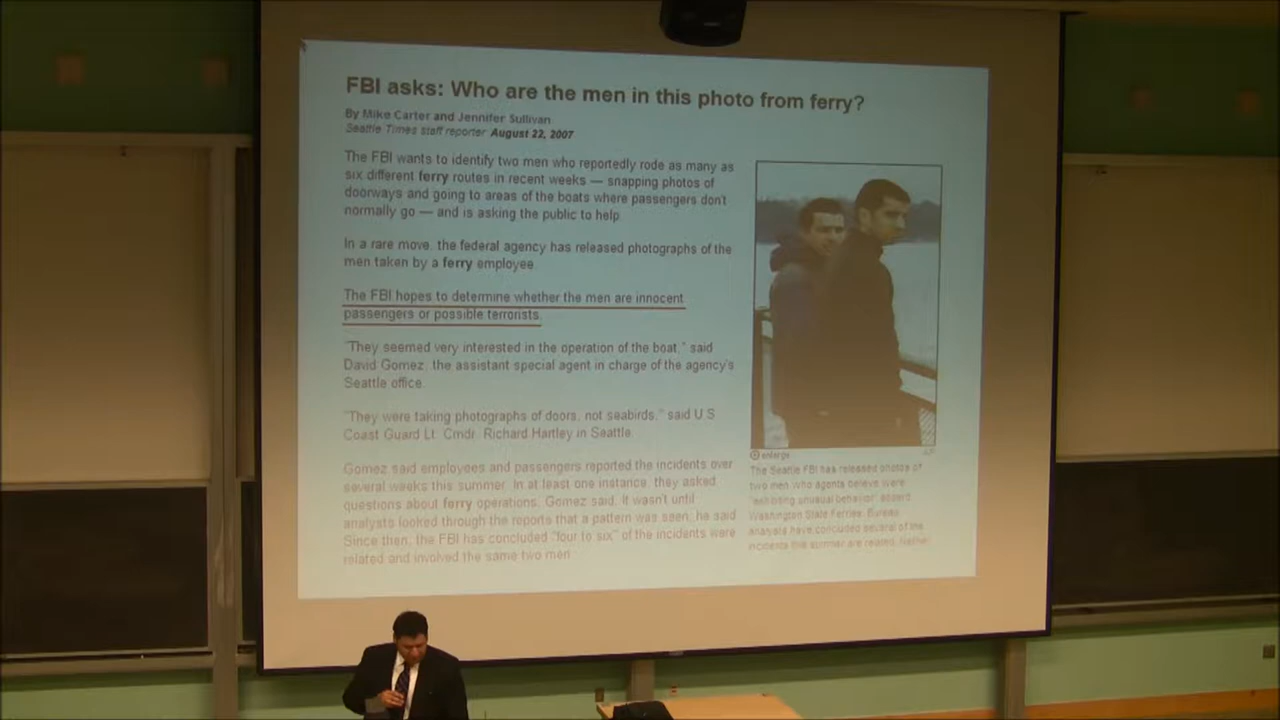 FBI asks: Who are the men in this photo from ferry?
By Mike Carter and Jennifer Sullivan
Seattle Times staff reporter August 22, 2007
The FBI wants to identify two men who reportedly rode as many as
six different ferry routes in recent weeks — snapping photos of
doorways and going to areas of the boats where passengers don't
normally go — and is asking the public to help.
In a rare move, the federal agency has released photographs of the
men taken by a ferry employee.
The FBI hopes to determine whether the men are innocent
passengers or possible terrorists.
"They seemed very interested in the operation of the boat," said
David Gomez, the assistant special agent in charge of the agency's
Seattle office.
"They were taking photographs of doors, not seabirds," said U.S.
Coast Guard Lt. Cmdr. Richard Hartley in Seattle.
Gomez said employees and passengers reported the incidents over
several weeks this summer. In at least one instance, they asked
questions about ferry operations, Gomez said. It wasn't until
analysts looked through the reports that a pattern was seen, he said.
Since then, the FBI has concluded "four to six" of the incidents were
related and involved the same two men.
enlarge
The Seattle FBI has released photos of
two men who agents believe were
"exhibiting unusual behavior" aboard
Washington State Ferries. Bureau
analysts have concluded several of the
incidents this summer are related. Neither